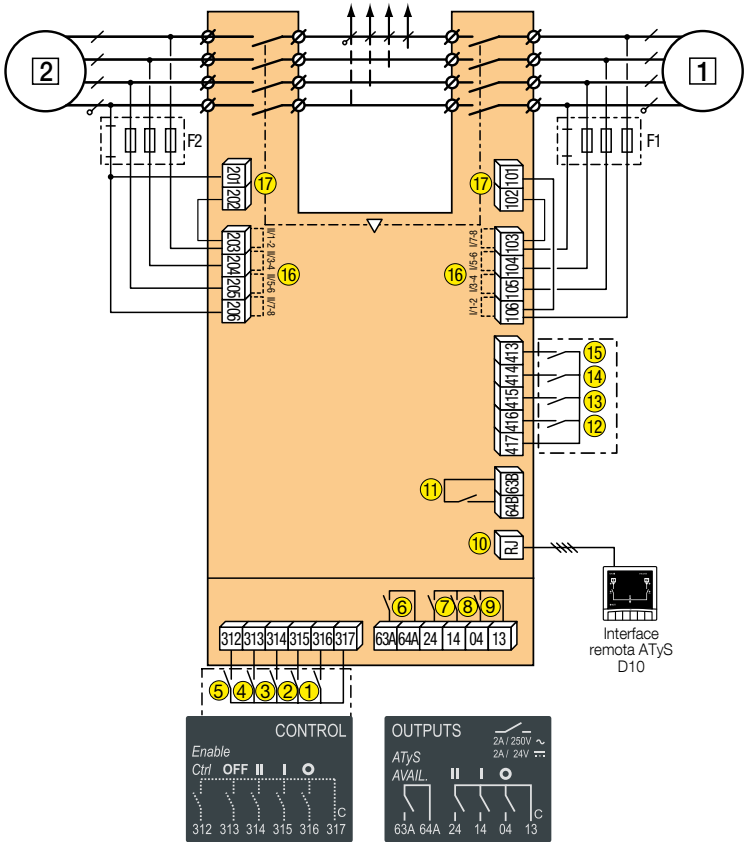 2
1
F2
F1
201
202
17
17
101
102
203
204
205
206
II/1-2
II/3-4
II/5-6
II/7-8
16
16
I/7-8
I/5-6
I/3-4
I/1-2
103
104
105
106
413
414
415
416
417
15
14
13
12
11
63B
64B
10
RJ
Interface
remota ATyS
D10
6
7
8
9
312 313 314 315 316 317
63A 64A 24 14 04 13
5
4
3
2
1
CONTROL
Enable
Ctrl OFF II I O
C
312 313 314 315 316 317
OUTPUTS
2A / 250V ~
2A / 24V ⎓
ATyS
AVAIL. II I O
C
63A 64A 24 14 04 13